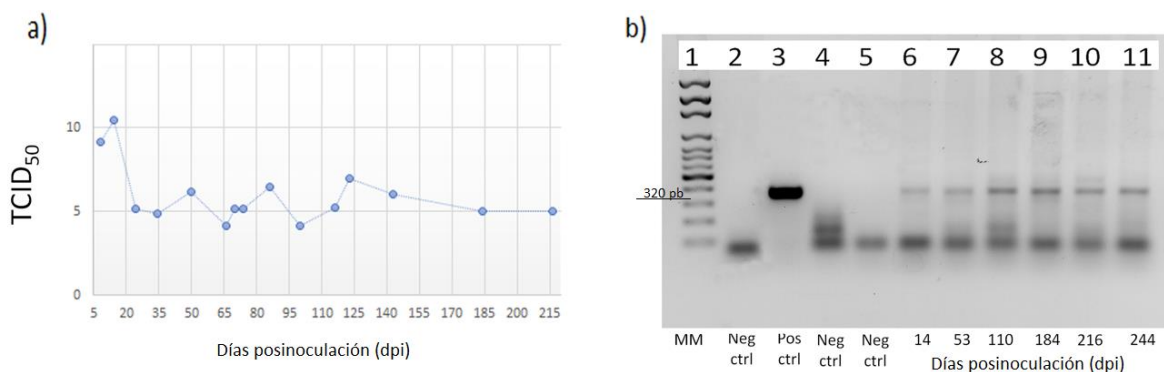 a)
TCID50
10
5
0
5 20 35 50 65 80 95 110 125 140 155 170 185 200 215
Días posinoculación (dpi)
b)
1 2 3 4 5 6 7 8 9 10 11
320 pb
MM Neg ctrl Pos ctrl Neg ctrl Neg ctrl 14 53 110 184 216 244
Días posinoculación (dpi)